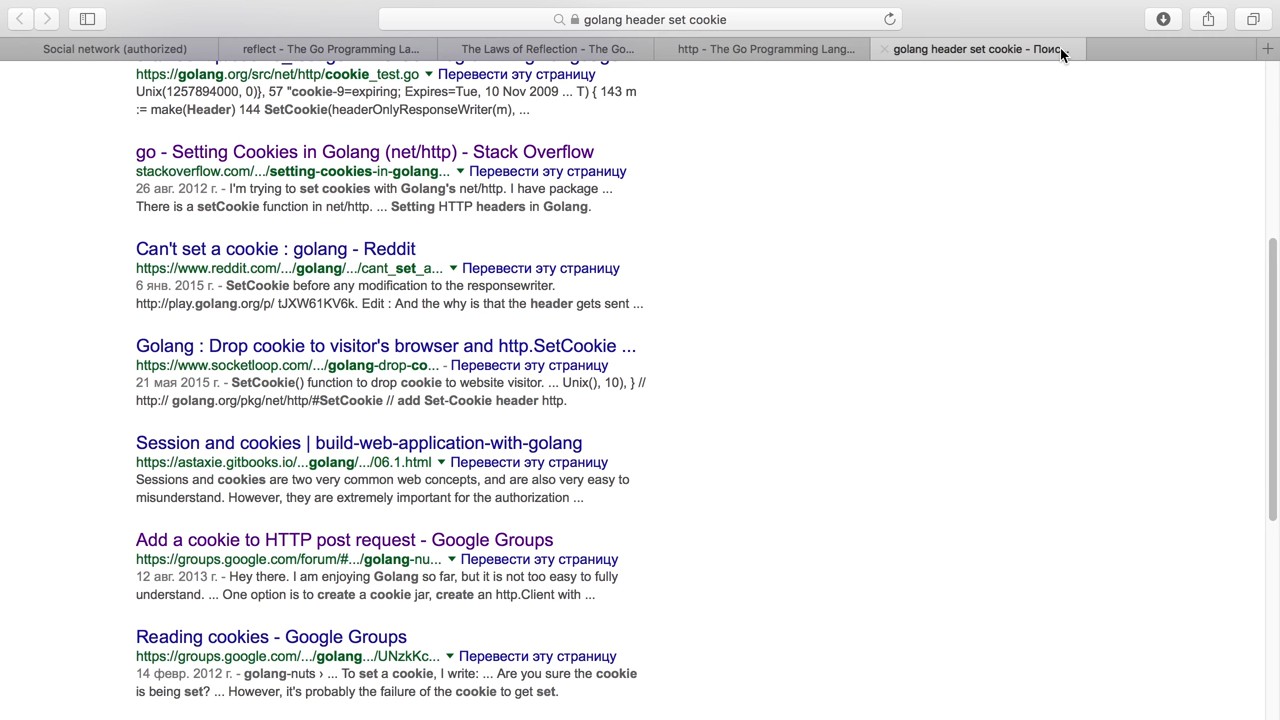 golang header set cookie
Social network (authorized)
reflect - The Go Programming La...
The Laws of Reflection - The Go...
http - The Go Programming Lang...
golang header set cookie - Поис...
https://golang.org/src/net/http/cookie_test.go Перевести эту страницу
Unix(1257894000, 0)}, 57 "cookie-9=expiring; Expires=Tue, 10 Nov 2009 ... T) { 143 m
:= make(Header) 144 SetCookie(headerOnlyResponseWriter(m), ...
go - Setting Cookies in Golang (net/http) - Stack Overflow
stackoverflow.com/.../setting-cookies-in-golang... Перевести эту страницу
26 авг. 2012 г. - I'm trying to set cookies with Golang's net/http. I have package ...
There is a setCookie function in net/http. ... Setting HTTP headers in Golang.
Can't set a cookie : golang - Reddit
https://www.reddit.com/.../golang/.../cant_set_a... Перевести эту страницу
6 янв. 2015 г. - SetCookie before any modification to the responsewriter.
http://play.golang.org/p/ tJXW61KV6k. Edit : And the why is that the header gets sent ...
Golang : Drop cookie to visitor's browser and http.SetCookie ...
https://www.socketloop.com/.../golang-drop-co... - Перевести эту страницу
21 мая 2015 г. - SetCookie() function to drop cookie to website visitor. ... Unix(), 10), } //
http:// golang.org/pkg/net/http/#SetCookie // add Set-Cookie header http.
Session and cookies | build-web-application-with-golang
https://astaxie.gitbooks.io/...golang/.../06.1.html Перевести эту страницу
Sessions and cookies are two very common web concepts, and are also very easy to
misunderstand. However, they are extremely important for the authorization ...
Add a cookie to HTTP post request - Google Groups
https://groups.google.com/forum/#.../golang-nu... Перевести эту страницу
12 авг. 2013 г. - Hey there. I am enjoying Golang so far, but it is not too easy to fully
understand. ... One option is to create a cookie jar, create an http.Client with ...
Reading cookies - Google Groups
https://groups.google.com/.../golang.../UNzkKc... Перевести эту страницу
14 февр. 2012 г. - golang-nuts › ... To set a cookie, I write: ... Are you sure the cookie
is being set? ... However, it's probably the failure of the cookie to get set.